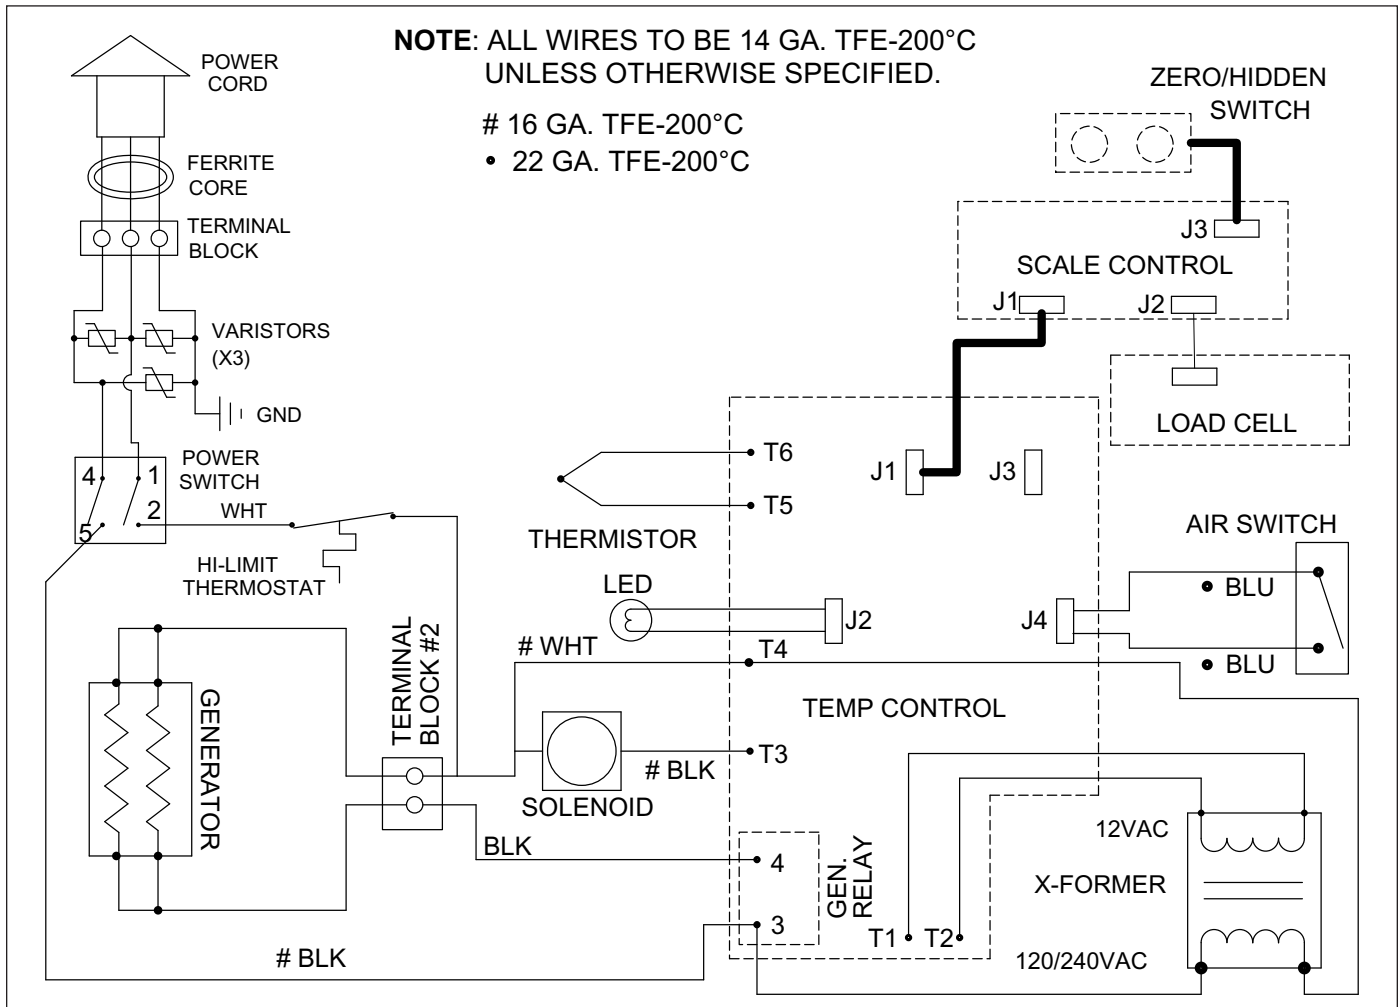 NOTE: ALL WIRES TO BE 14 GA. TFE-200°C
UNLESS OTHERWISE SPECIFIED.
# 16 GA. TFE-200°C
• 22 GA. TFE-200°C
POWER
CORD
FERRITE
CORE
TERMINAL
BLOCK
VARISTORS
(X3)
GND
POWER
SWITCH
4
1
2
5
WHT
HI-LIMIT
THERMOSTAT
ZERO/HIDDEN
SWITCH
J3
SCALE CONTROL
J1
J2
LOAD CELL
T6
T5
THERMISTOR
J1
J3
AIR SWITCH
BLU
BLU
LED
J2
J4
# WHT
T4
TEMP CONTROL
GENERATOR
TERMINAL
BLOCK #2
SOLENOID
# BLK
T3
BLK
4
3
GEN.
RELAY
T1
T2
12VAC
X-FORMER
120/240VAC
# BLK